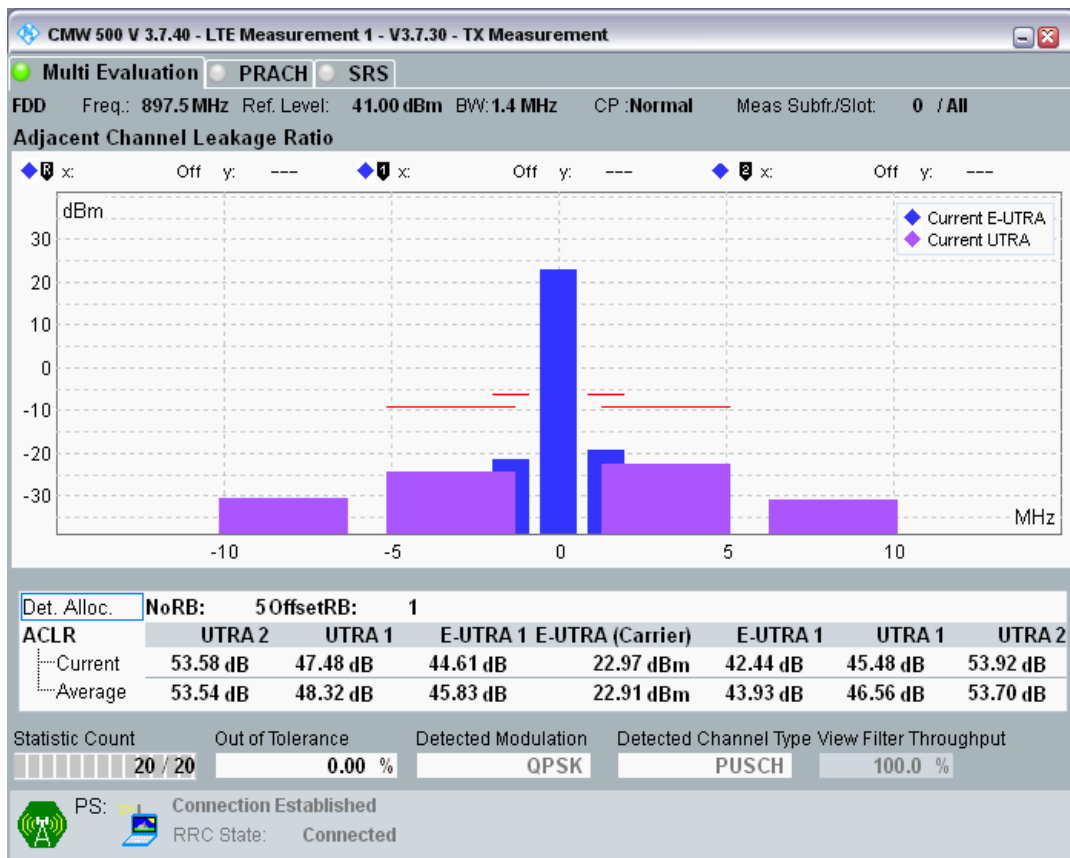 CMW 500 V 3.7.40 - LTE Measurement 1 - V3.7.30 - TX Measurement
Multi Evaluation PRACH SRS
FDD Freq.: 897.5 MHz Ref. Level: 41.00 dBm BW: 1.4 MHz CP :Normal Meas Subfr./Slot: 0 / All
Adjacent Channel Leakage Ratio
R x: Off y: --- 1 x: Off y: --- 2 x: Off y: ---
dBm
Current E-UTRA
Current UTRA
30
20
10
0
-10
-20
-30
MHz
-10 -5 0 5 10
Det. Alloc. NoRB: 5 OffsetRB: 1
ACLR UTRA 2 UTRA 1 E-UTRA 1 E-UTRA (Carrier) E-UTRA 1 UTRA 1 UTRA 2
Current 53.58 dB 47.48 dB 44.61 dB 22.97 dBm 42.44 dB 45.48 dB 53.92 dB
Average 53.54 dB 48.32 dB 45.83 dB 22.91 dBm 43.93 dB 46.56 dB 53.70 dB
Statistic Count Out of Tolerance Detected Modulation Detected Channel Type View Filter Throughput
20 / 20 0.00 % QPSK PUSCH 100.0 %
PS: Connection Established
RRC State: Connected